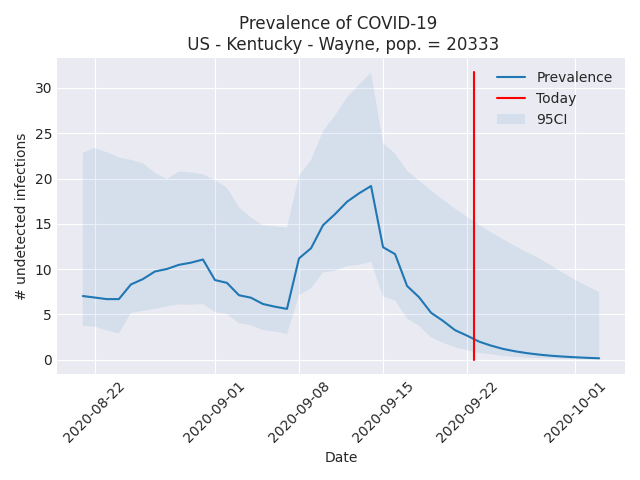 Prevalence of COVID-19
US - Kentucky - Wayne, pop. = 20333
# undetected infections
30
25
20
15
10
5
0
Prevalence
Today
95CI
2020-08-22
2020-09-01
2020-09-08
2020-09-15
2020-09-22
2020-10-01
Date